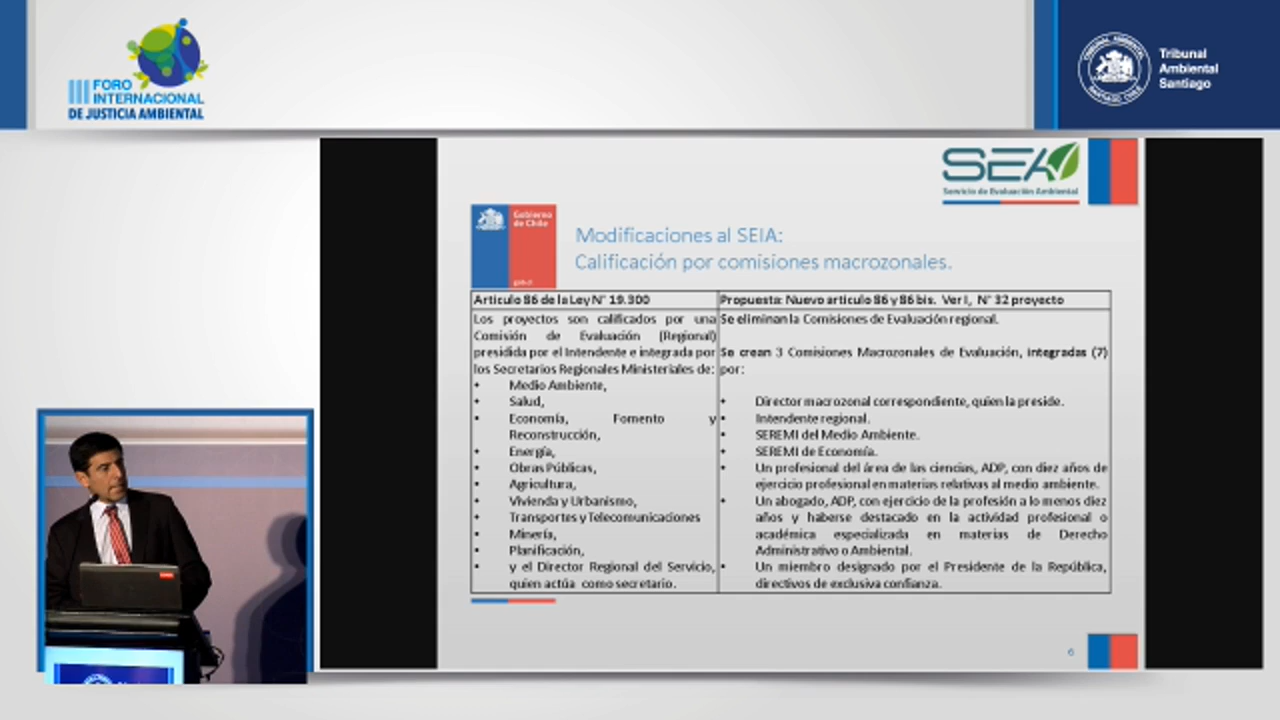 FORO
INTERNACIONAL
DE JUSTICIA AMBIENTAL
Tribunal
Ambiental
Santiago
TRIBUNAL AMBIENTAL
SANTIAGO CHILE
SEA
Servicio de Evaluación Ambiental
Gobierno
de Chile
gob.cl
Modificaciones al SEIA:
Calificación por comisiones macrozonales.
Artículo 86 de la Ley N° 19.300
Los proyectos son calificados por una
Comisión de Evaluación (Regional)
presidida por el Intendente e integrada por
los Secretarios Regionales Ministeriales de:
• Medio Ambiente,
• Salud,
• Economía, Fomento y
Reconstrucción,
• Energía,
• Obras Públicas,
• Agricultura,
• Vivienda y Urbanismo,
• Transportes y Telecomunicaciones
• Minería,
• Planificación,
• y el Director Regional del Servicio,
quien actúa como secretario.
Propuesta: Nuevo artículo 86 y 86 bis. Ver I, N° 32 proyecto
Se eliminan la Comisiones de Evaluación regional.
Se crean 3 Comisiones Macrozonales de Evaluación, integradas (7)
por:
• Director macrozonal correspondiente, quien la preside.
• Intendente regional.
• SEREMI del Medio Ambiente.
• SEREMI de Economía.
• Un profesional del área de las ciencias, ADP, con diez años de
ejercicio profesional en materias relativas al medio ambiente.
• Un abogado, ADP, con ejercicio de la profesión a lo menos diez
años y haberse destacado en la actividad profesional o
académica especializada en materias de Derecho
Administrativo o Ambiental.
• Un miembro designado por el Presidente de la República,
directivos de exclusiva confianza.
6